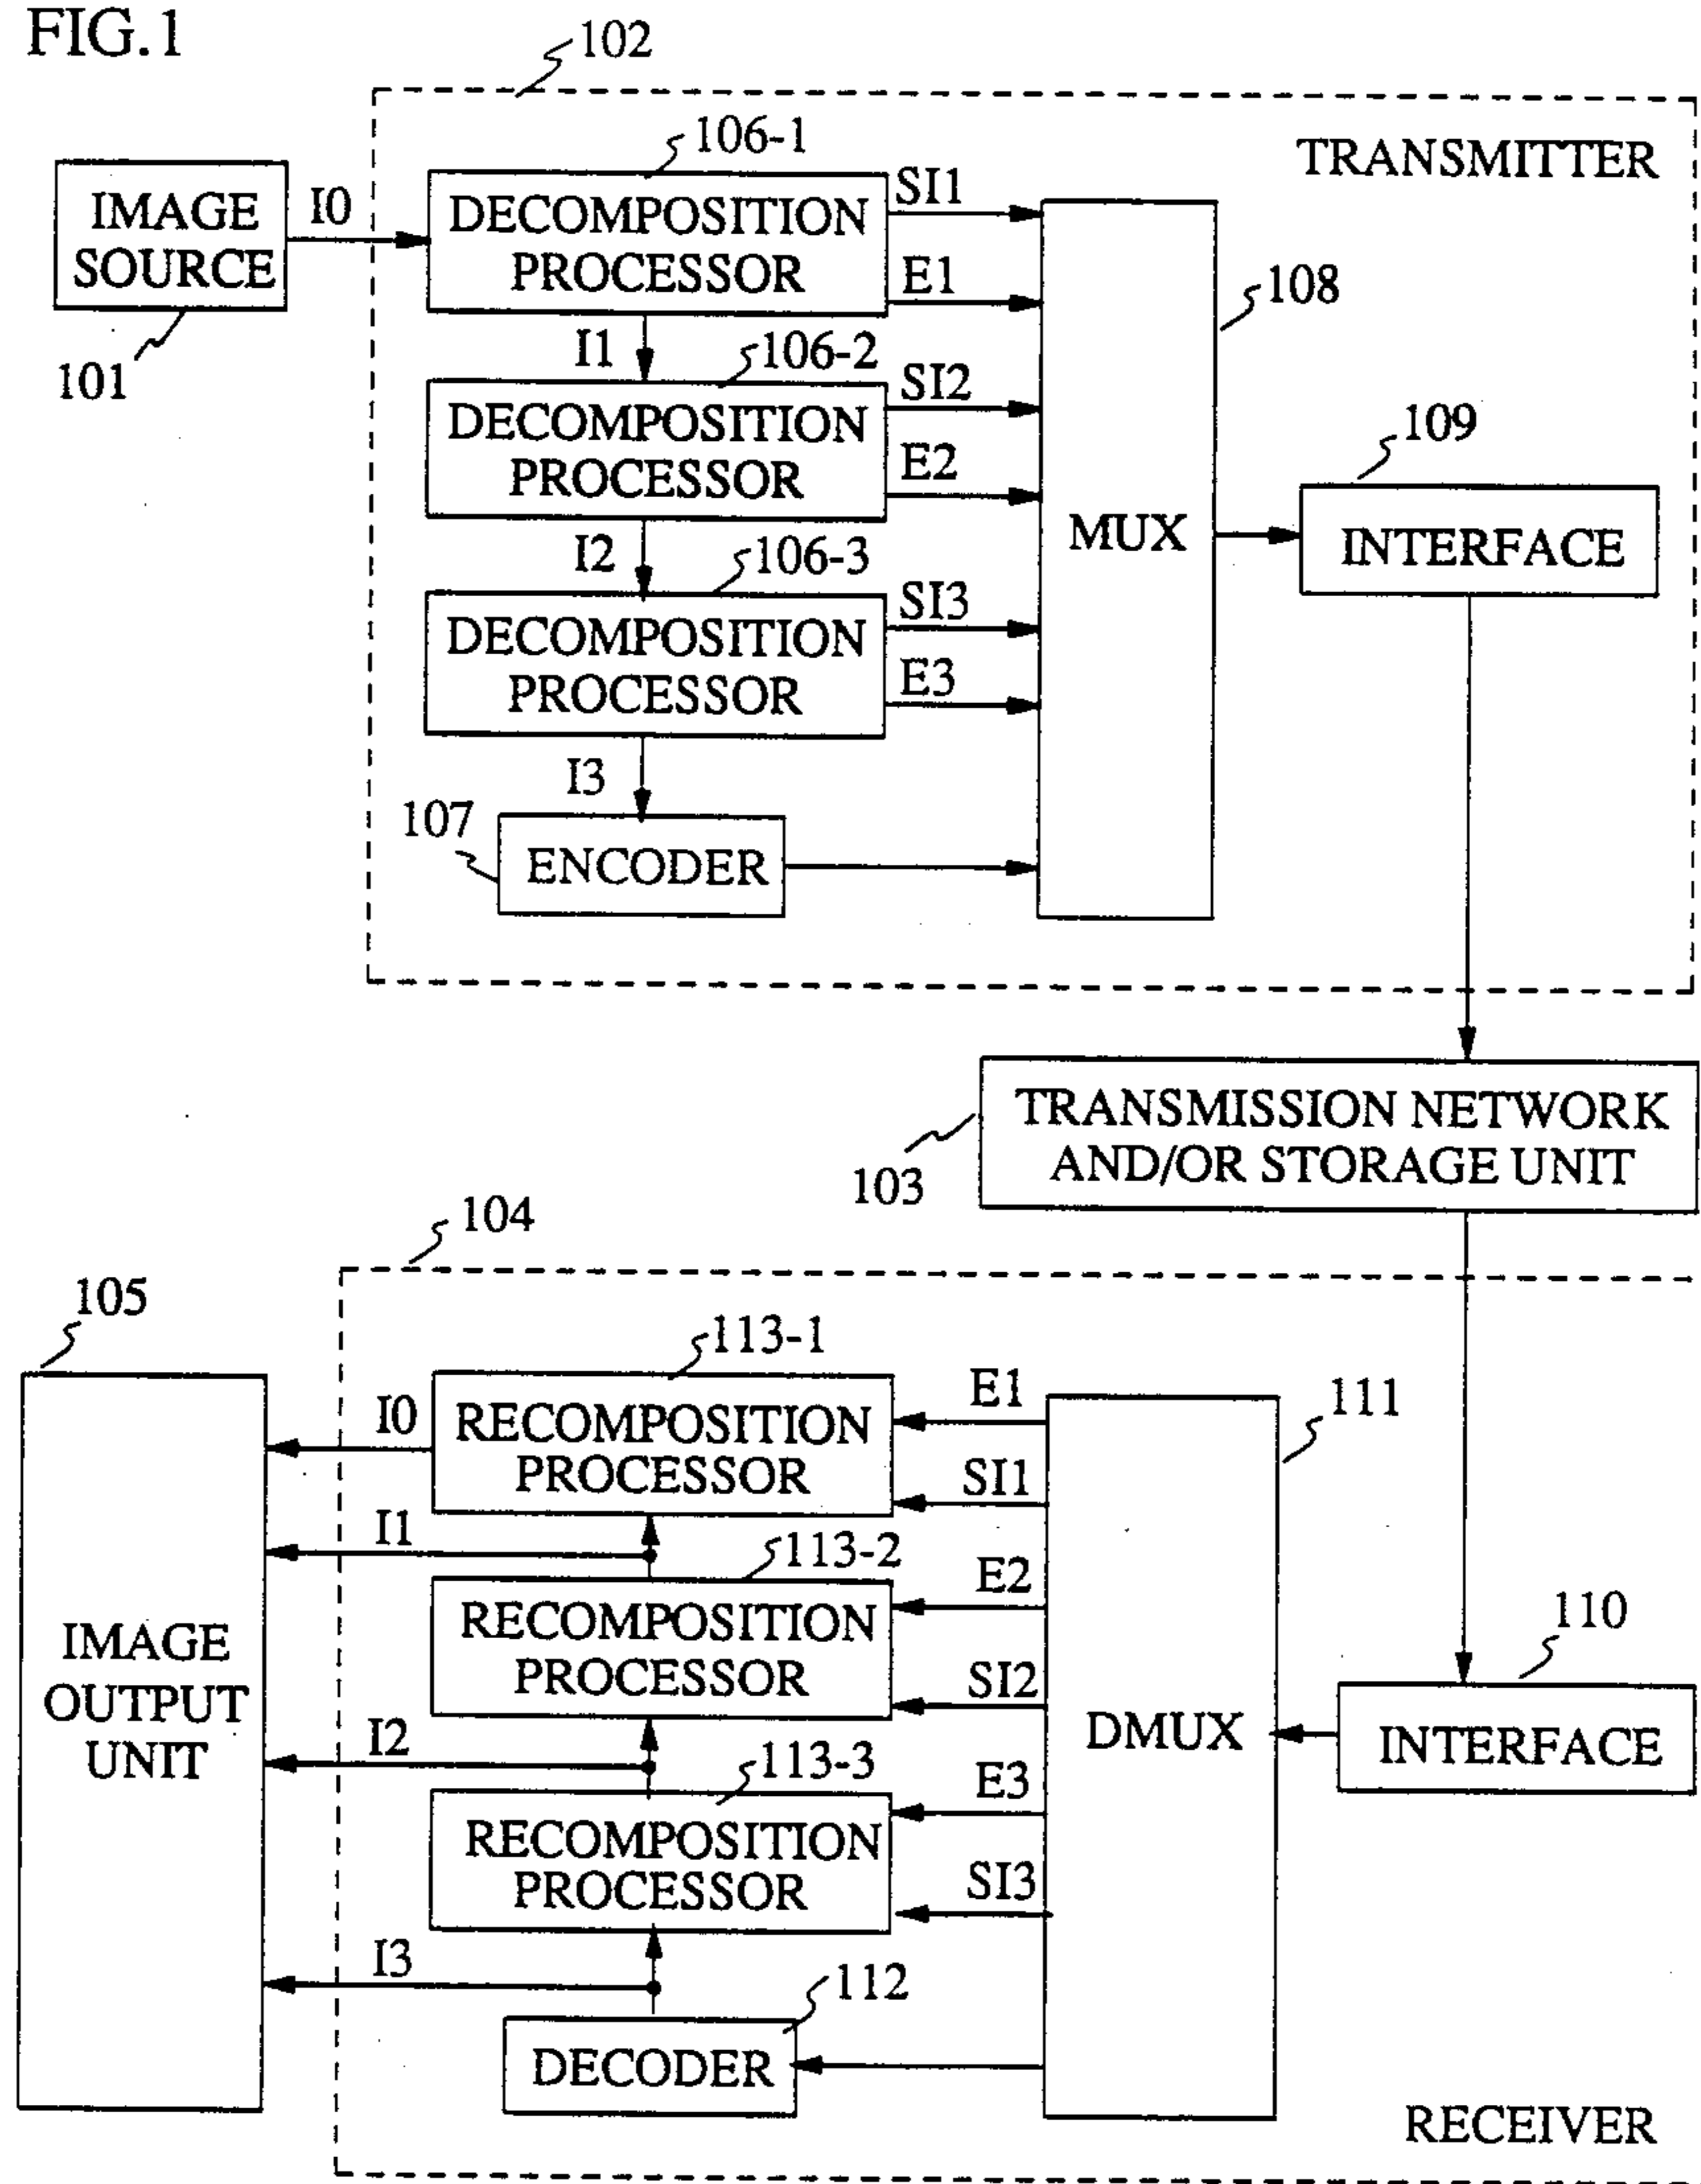 FIG.1
102
106-1
TRANSMITTER
IMAGE
SOURCE
I0
DECOMPOSITION
PROCESSOR
SI1
E1
108
101
I1
106-2
DECOMPOSITION
PROCESSOR
SI2
E2
109
MUX
INTERFACE
I2
106-3
DECOMPOSITION
PROCESSOR
SI3
E3
I3
107
ENCODER
TRANSMISSION NETWORK
AND/OR STORAGE UNIT
103
104
105
113-1
I0
RECOMPOSITION
PROCESSOR
E1
SI1
111
I1
113-2
RECOMPOSITION
PROCESSOR
E2
SI2
110
IMAGE
OUTPUT
UNIT
DMUX
INTERFACE
I2
113-3
RECOMPOSITION
PROCESSOR
E3
SI3
I3
112
DECODER
RECEIVER